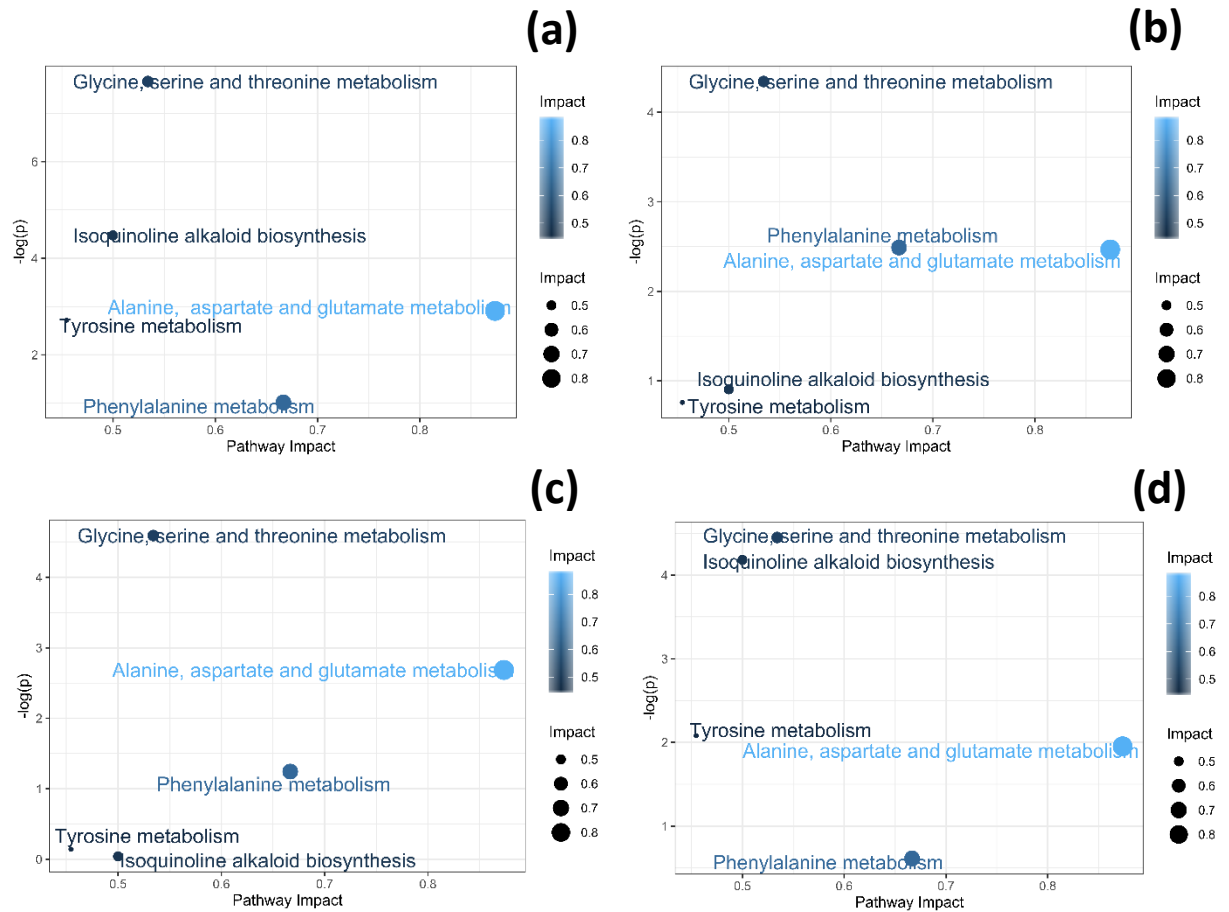 (a)
Glycine, serine and threonine metabolism
Isoquinoline alkaloid biosynthesis
Alanine, aspartate and glutamate metabolism
Tyrosine metabolism
Phenylalanine metabolism
-log(p)
6
4
2
0.5 0.6 0.7 0.8
Pathway Impact
Impact
0.8
0.7
0.6
0.5
Impact
0.5
0.6
0.7
0.8
(b)
Glycine, serine and threonine metabolism
Phenylalanine metabolism
Alanine, aspartate and glutamate metabolism
Isoquinoline alkaloid biosynthesis
Tyrosine metabolism
-log(p)
4
3
2
1
0.5 0.6 0.7 0.8
Pathway Impact
Impact
0.8
0.7
0.6
0.5
Impact
0.5
0.6
0.7
0.8
(c)
Glycine, serine and threonine metabolism
Alanine, aspartate and glutamate metabolism
Phenylalanine metabolism
Tyrosine metabolism
Isoquinoline alkaloid biosynthesis
-log(p)
4
3
2
1
0
0.5 0.6 0.7 0.8
Pathway Impact
Impact
0.8
0.7
0.6
0.5
Impact
0.5
0.6
0.7
0.8
(d)
Glycine, serine and threonine metabolism
Isoquinoline alkaloid biosynthesis
Tyrosine metabolism
Alanine, aspartate and glutamate metabolism
Phenylalanine metabolism
-log(p)
4
3
2
1
0.5 0.6 0.7 0.8
Pathway Impact
Impact
0.8
0.7
0.6
0.5
Impact
0.5
0.6
0.7
0.8